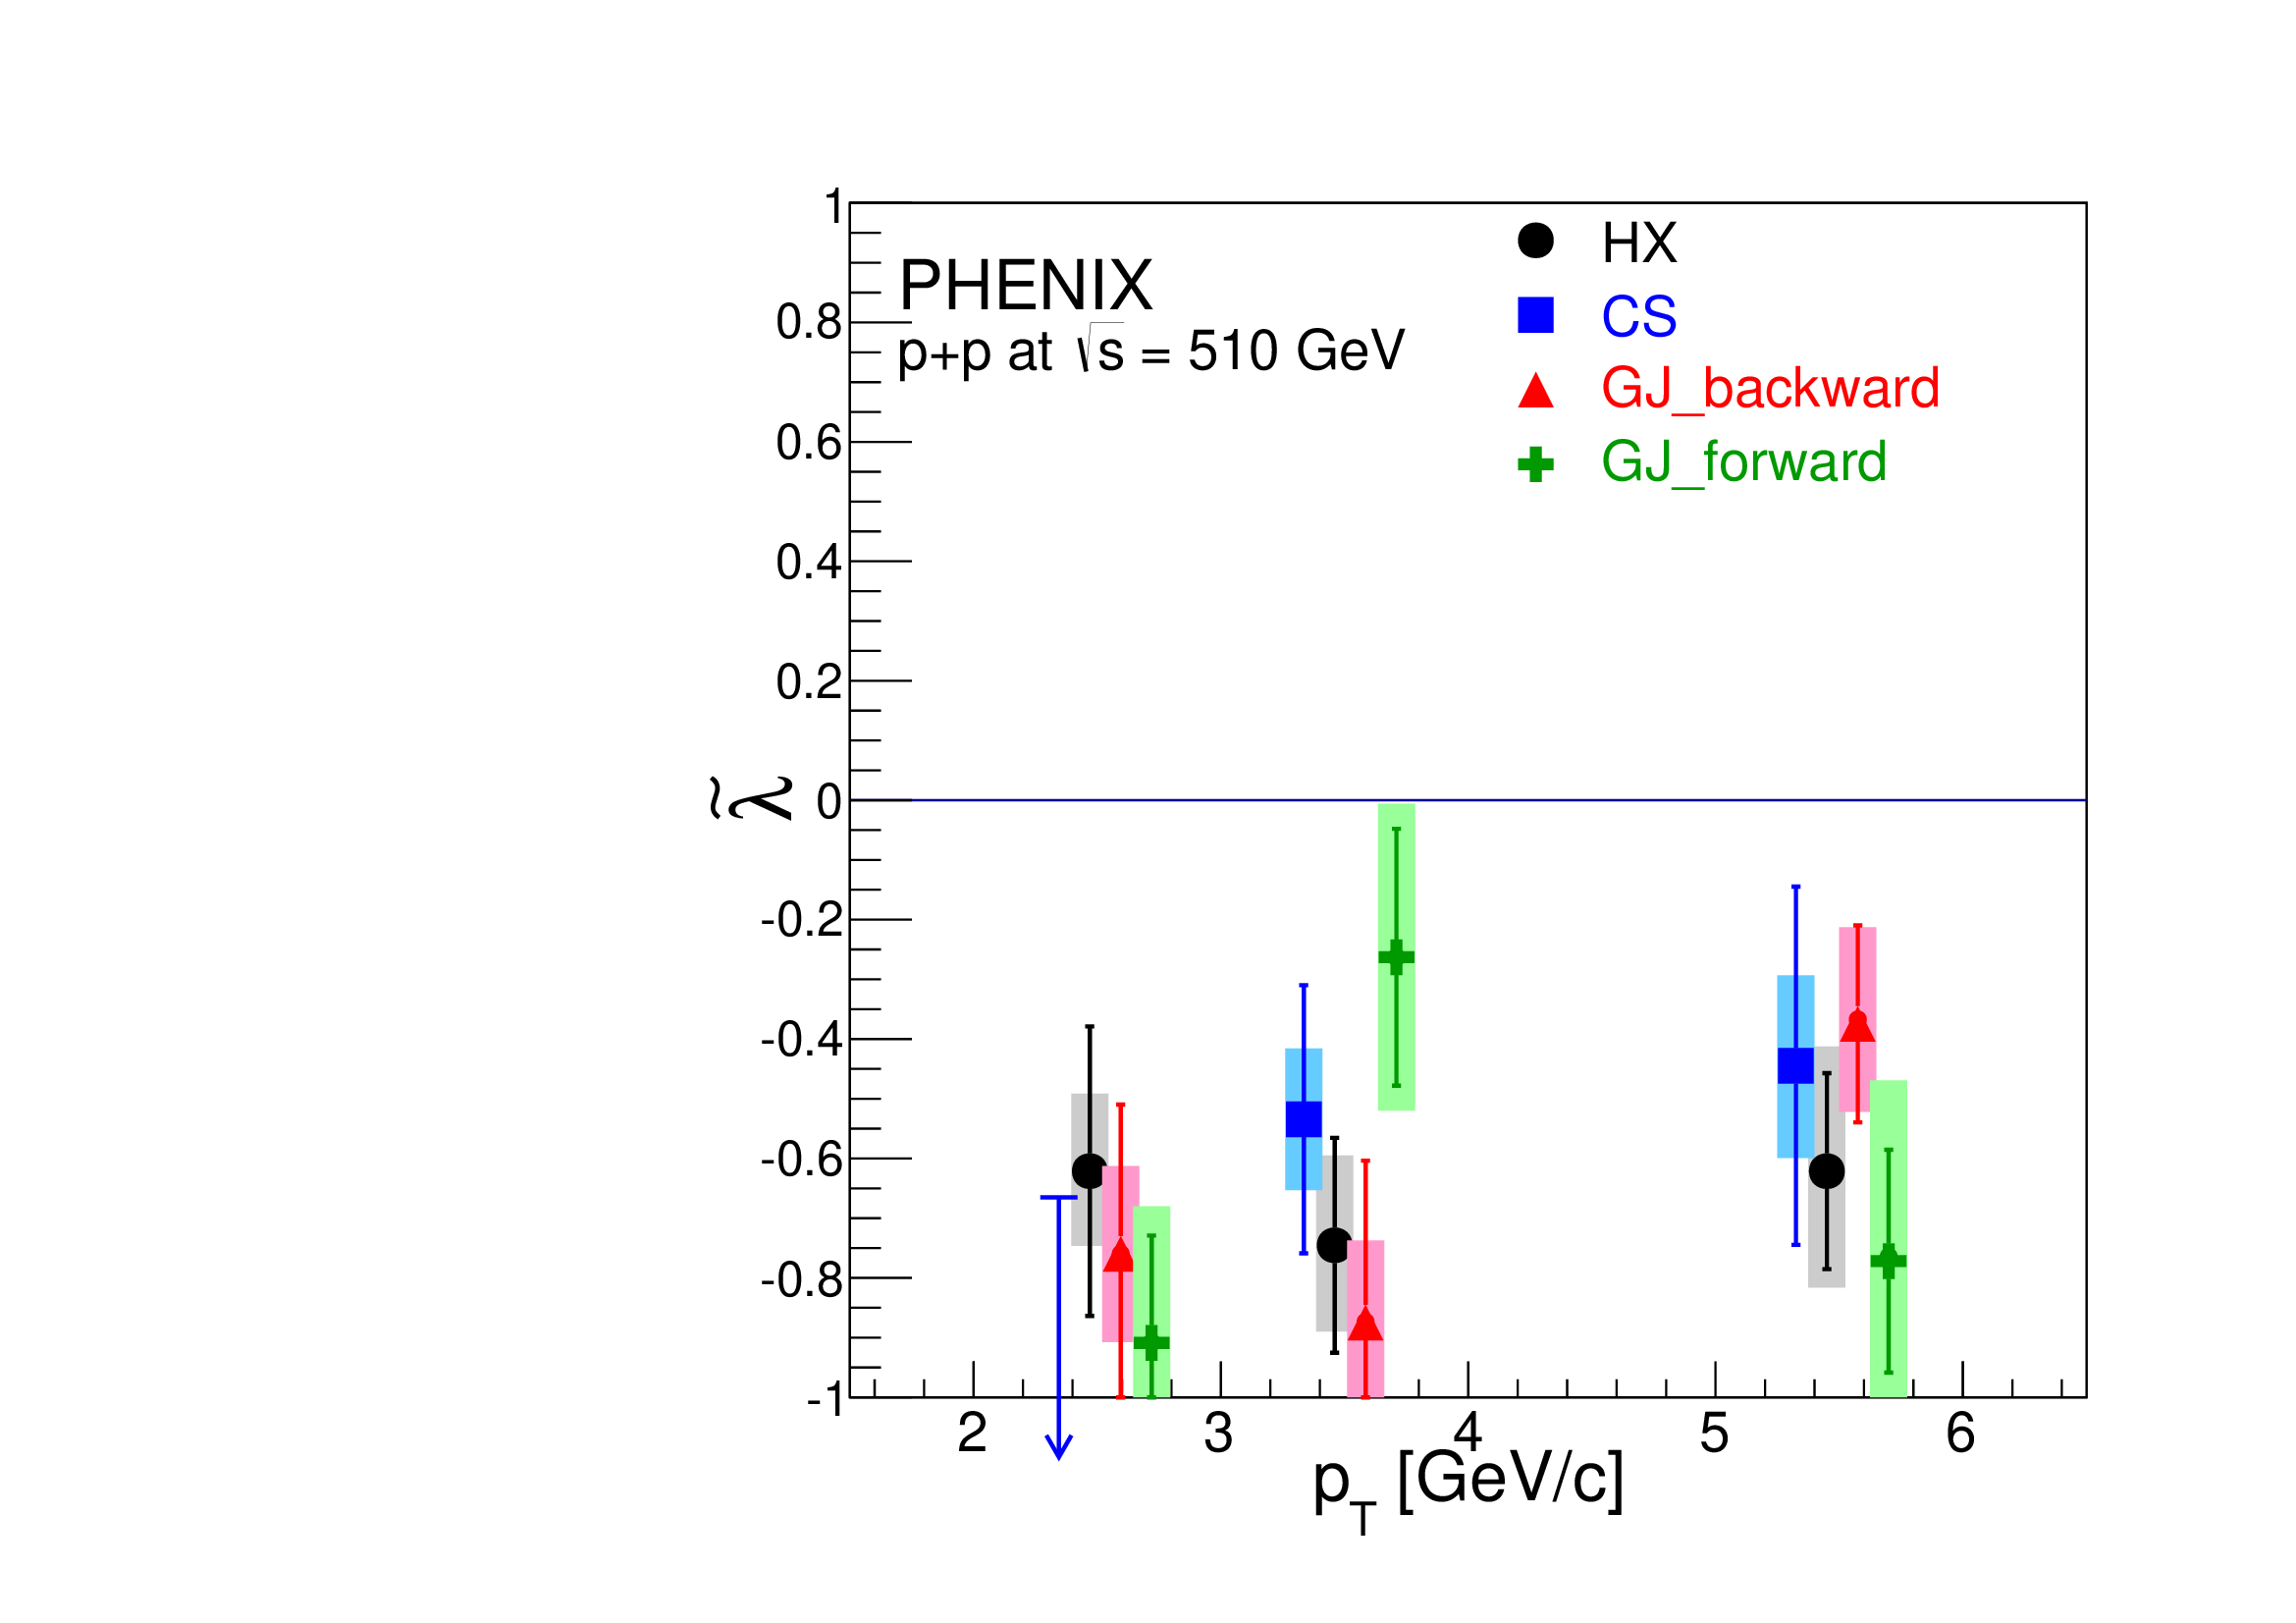 PHENIX
p+p at √s = 510 GeV
HX
CS
GJ_backward
GJ_forward
1
0.8
0.6
0.4
0.2
0
-0.2
-0.4
-0.6
-0.8
-1
λ̃
2 3 4 5 6
p_T [GeV/c]